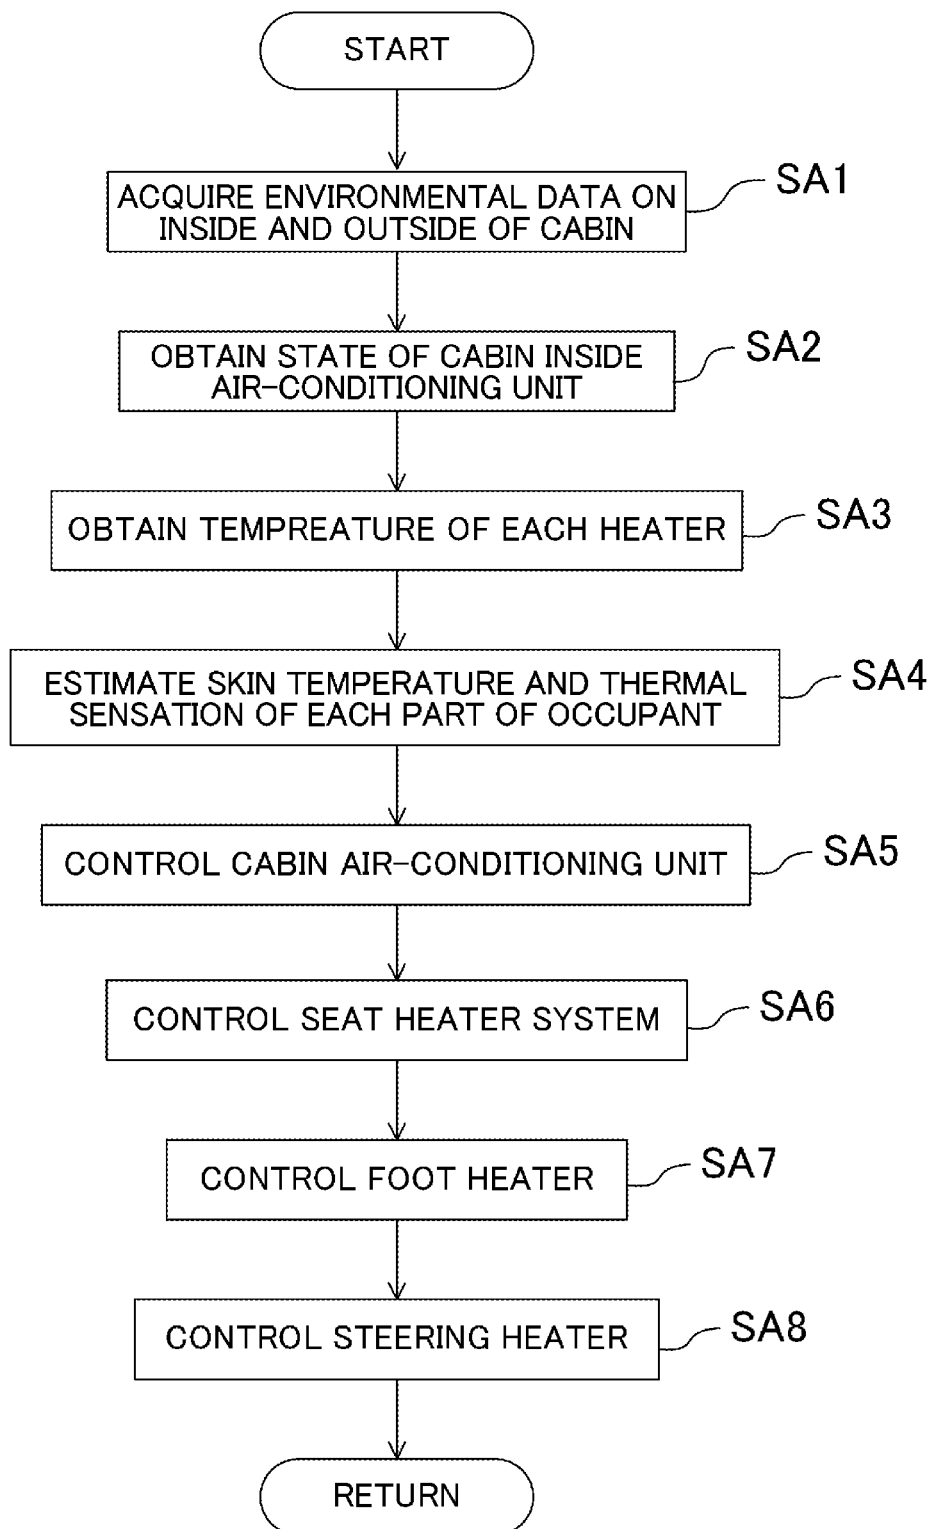 START
ACQUIRE ENVIRONMENTAL DATA ON
INSIDE AND OUTSIDE OF CABIN
SA1
OBTAIN STATE OF CABIN INSIDE
AIR-CONDITIONING UNIT
SA2
OBTAIN TEMPREATURE OF EACH HEATER
SA3
ESTIMATE SKIN TEMPERATURE AND THERMAL
SENSATION OF EACH PART OF OCCUPANT
SA4
CONTROL CABIN AIR-CONDITIONING UNIT
SA5
CONTROL SEAT HEATER SYSTEM
SA6
CONTROL FOOT HEATER
SA7
CONTROL STEERING HEATER
SA8
RETURN